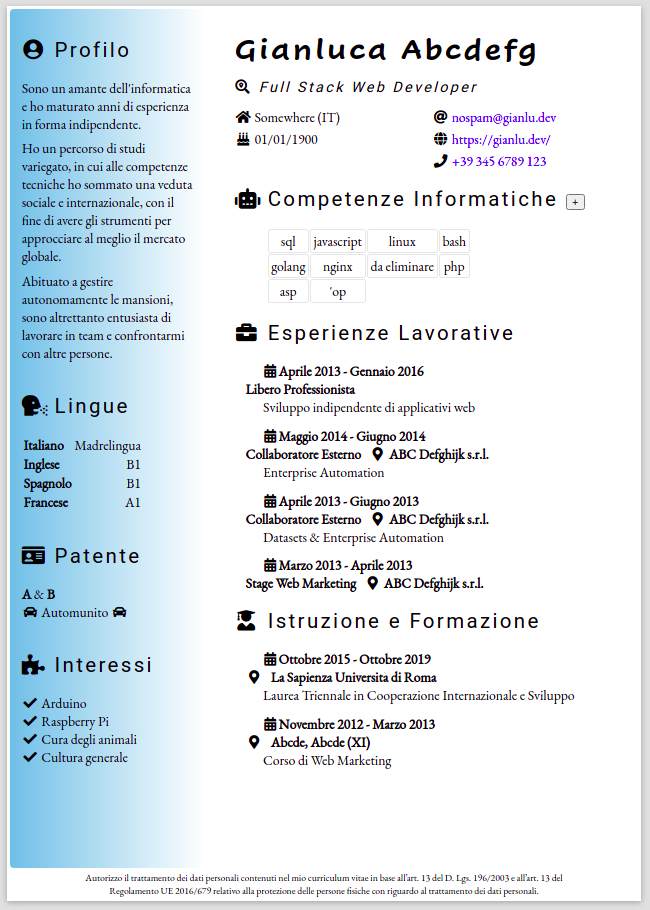 Profilo
Sono un amante dell'informatica
e ho maturato anni di esperienza
in forma indipendente.
Ho un percorso di studi
variegato, in cui alle competenze
tecniche ho sommato una veduta
sociale e internazionale, con il
fine di avere gli strumenti per
approcciare al meglio il mercato
globale.
Abituato a gestire
autonomamente le mansioni,
sono altrettanto entusiasta di
lavorare in team e confrontarmi
con altre persone.
Lingue
Italiano Madrelingua
Inglese B1
Spagnolo B1
Francese A1
Patente
A & B
Automunito
Interessi
Arduino
Raspberry Pi
Cura degli animali
Cultura generale
Gianluca Abcdefg
Full Stack Web Developer
Somewhere (IT) nospam@gianlu.dev
01/01/1900 https://gianlu.dev/
+39 345 6789 123
Competenze Informatiche +
sql javascript linux bash
golang nginx da eliminare php
asp 'op
Esperienze Lavorative
Aprile 2013 - Gennaio 2016
Libero Professionista
Sviluppo indipendente di applicativi web
Maggio 2014 - Giugno 2014
Collaboratore Esterno ABC Defghijk s.r.l.
Enterprise Automation
Aprile 2013 - Giugno 2013
Collaboratore Esterno ABC Defghijk s.r.l.
Datasets & Enterprise Automation
Marzo 2013 - Aprile 2013
Stage Web Marketing ABC Defghijk s.r.l.
Istruzione e Formazione
Ottobre 2015 - Ottobre 2019
La Sapienza Universita di Roma
Laurea Triennale in Cooperazione Internazionale e Sviluppo
Novembre 2012 - Marzo 2013
Abcde, Abcde (XI)
Corso di Web Marketing
Autorizzo il trattamento dei dati personali contenuti nel mio curriculum vitae in base all'art. 13 del D. Lgs. 196/2003 e all'art. 13 del
Regolamento UE 2016/679 relativo alla protezione delle persone fisiche con riguardo al trattamento dei dati personali.